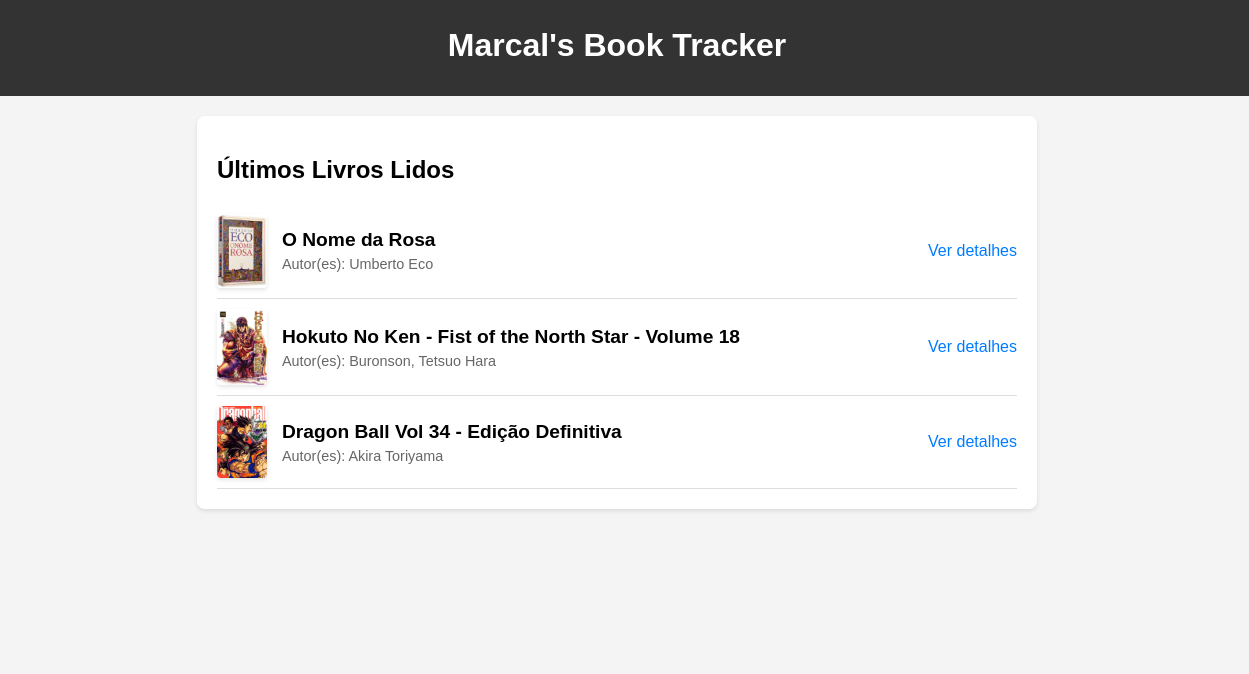 Marcal's Book Tracker
Últimos Livros Lidos
ECO
O NOME
ROSA
O Nome da Rosa
Autor(es): Umberto Eco
Ver detalhes
Hokuto No Ken - Fist of the North Star - Volume 18
Autor(es): Buronson, Tetsuo Hara
Ver detalhes
Dragonball
Dragon Ball Vol 34 - Edição Definitiva
Autor(es): Akira Toriyama
Ver detalhes